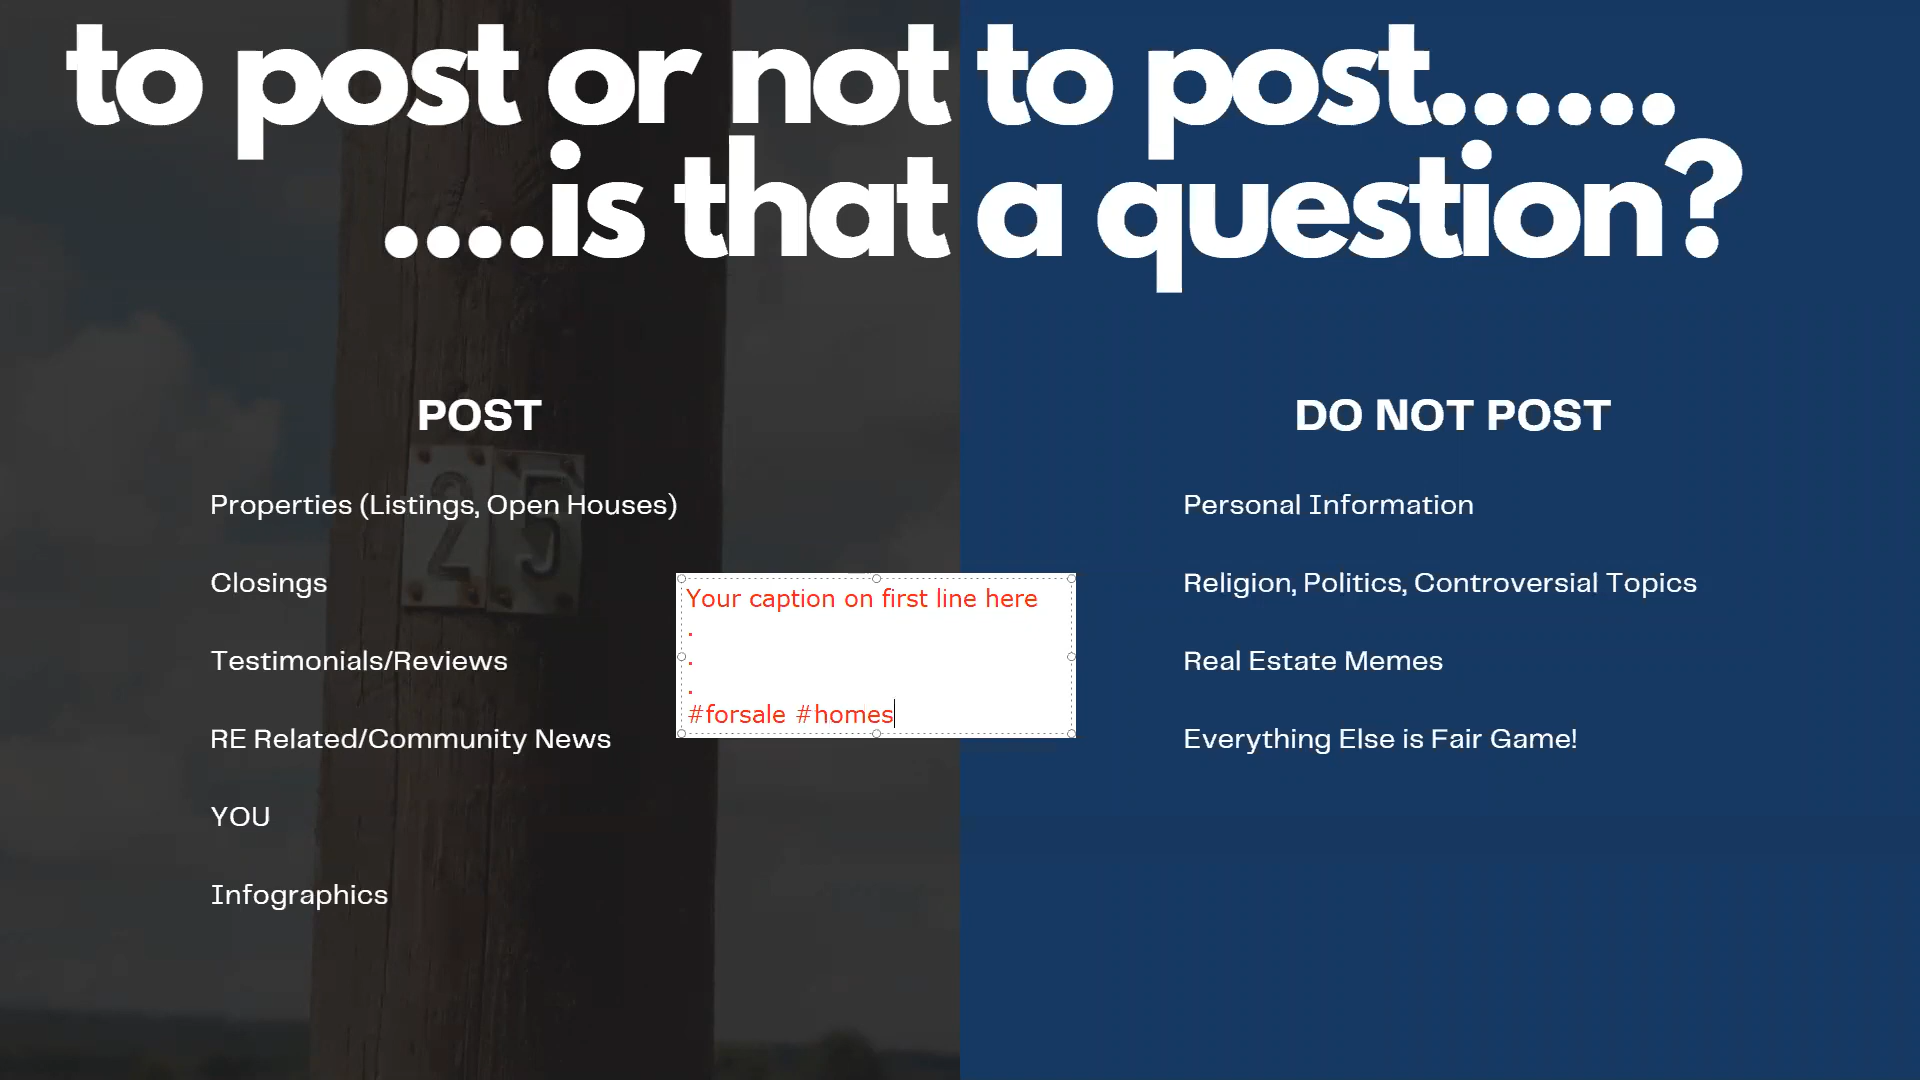 to post or not to post......
....is that a question?
POST
Properties (Listings, Open Houses)
Closings
Testimonials/Reviews
RE Related/Community News
YOU
Infographics
25
Your caption on first line here
.
.
.
#forsale #homes
DO NOT POST
Personal Information
Religion, Politics, Controversial Topics
Real Estate Memes
Everything Else is Fair Game!